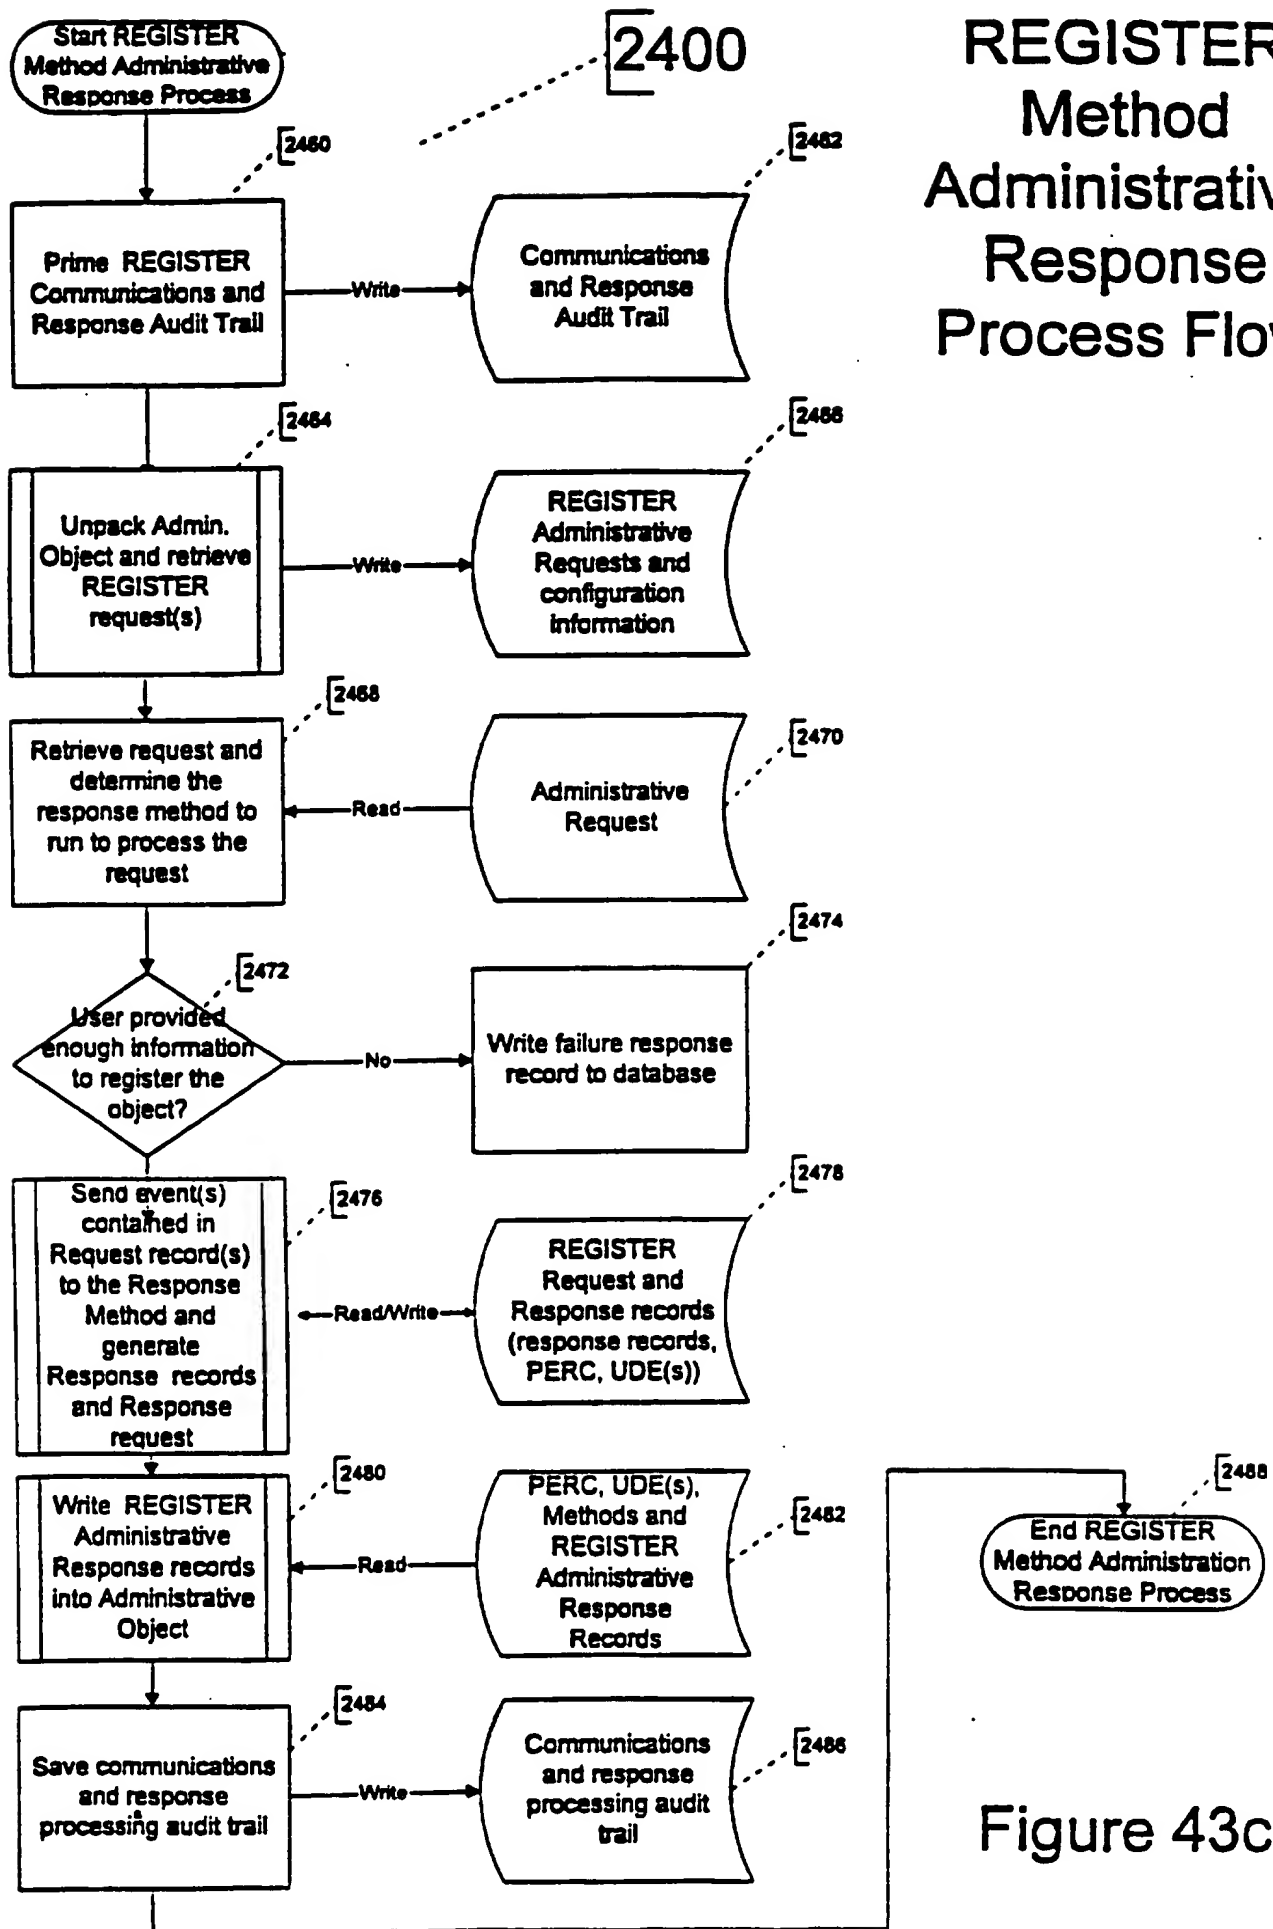 Start REGISTER
Method Administrative
Response Process
2400
REGISTER
Method
Administrativ
Response
Process Flo
2460
2462
Prime REGISTER
Communications and
Response Audit Trail
Write
Communications
and Response
Audit Trail
2464
2466
Unpack Admin.
Object and retrieve
REGISTER
request(s)
Write
REGISTER
Administrative
Requests and
configuration
information
2468
2470
Retrieve request and
determine the
response method to
run to process the
request
Read
Administrative
Request
2472
2474
User provided
enough information
to register the
object?
No
Write failure response
record to database
2476
2478
Send event(s)
contained in
Request record(s)
to the Response
Method and
generate
Response records
and Response
request
Read/Write
REGISTER
Request and
Response records
(response records,
PERC, UDE(s))
2480
2482
Write REGISTER
Administrative
Response records
into Administrative
Object
Read
PERC, UDE(s),
Methods and
REGISTER
Administrative
Response
Records
2488
End REGISTER
Method Administration
Response Process
2484
2486
Save communications
and response
processing audit trail
Write
Communications
and response
processing audit
trail
Figure 43c